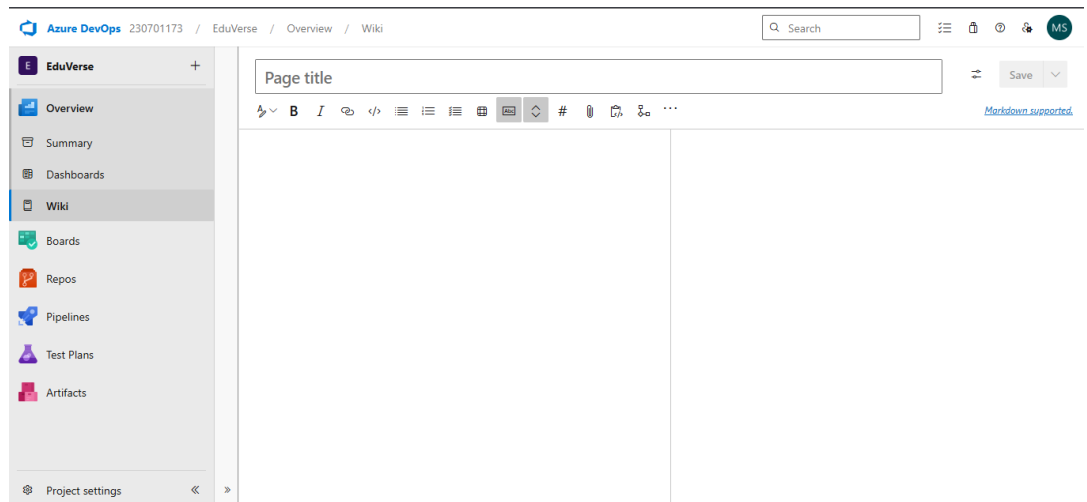 Azure DevOps 230701173 / EduVerse / Overview / Wiki
Search
MS
E EduVerse +
Page title
Save
B I </> Abc # ...
Markdown supported.
Overview
Summary
Dashboards
Wiki
Boards
Repos
Pipelines
Test Plans
Artifacts
Project settings